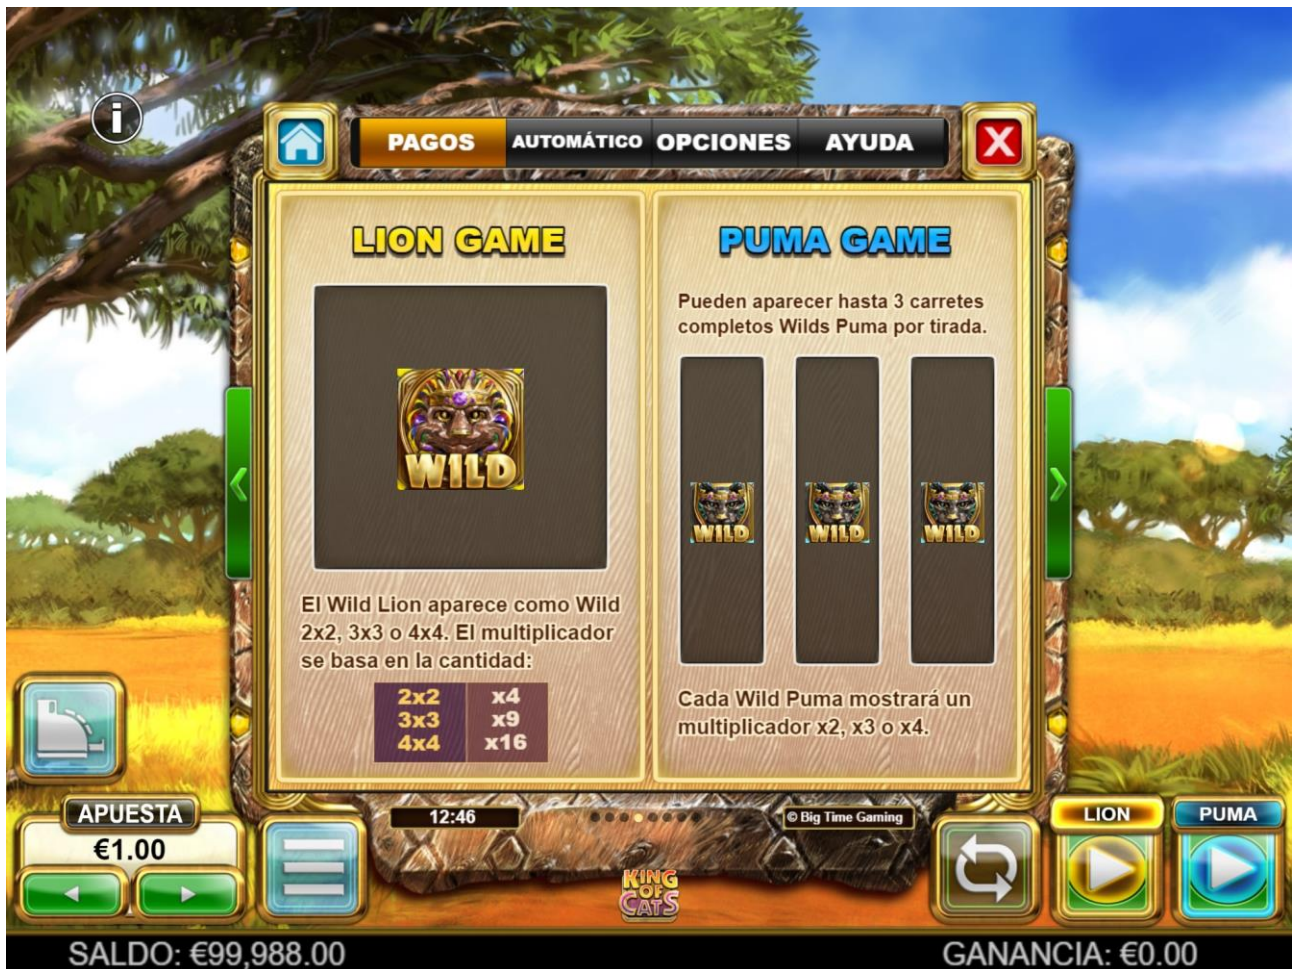 i
PAGOS
AUTOMÁTICO
OPCIONES
AYUDA
X
LION GAME
WILD
El Wild Lion aparece como Wild
2x2, 3x3 o 4x4. El multiplicador
se basa en la cantidad:
2x2 x4
3x3 x9
4x4 x16
PUMA GAME
Pueden aparecer hasta 3 carretes
completos Wilds Puma por tirada.
WILD
WILD
WILD
Cada Wild Puma mostrará un
multiplicador x2, x3 o x4.
APUESTA
€1.00
12:46
© Big Time Gaming
KING
OF
CATS
LION
PUMA
SALDO: €99,988.00
GANANCIA: €0.00